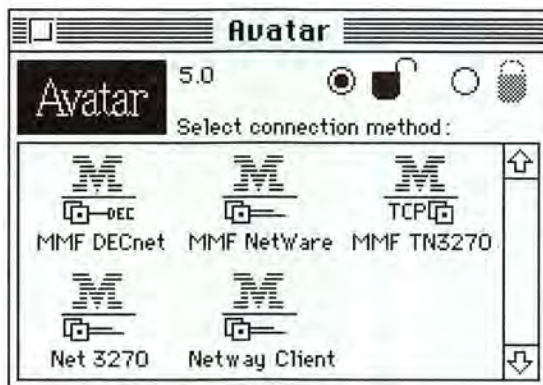 Avatar
Avatar
5.0
Select connection method:
M M M
DEC TCP
MMF DECnet MMF NetWare MMF TN3270
M M
Net 3270 Netway Client